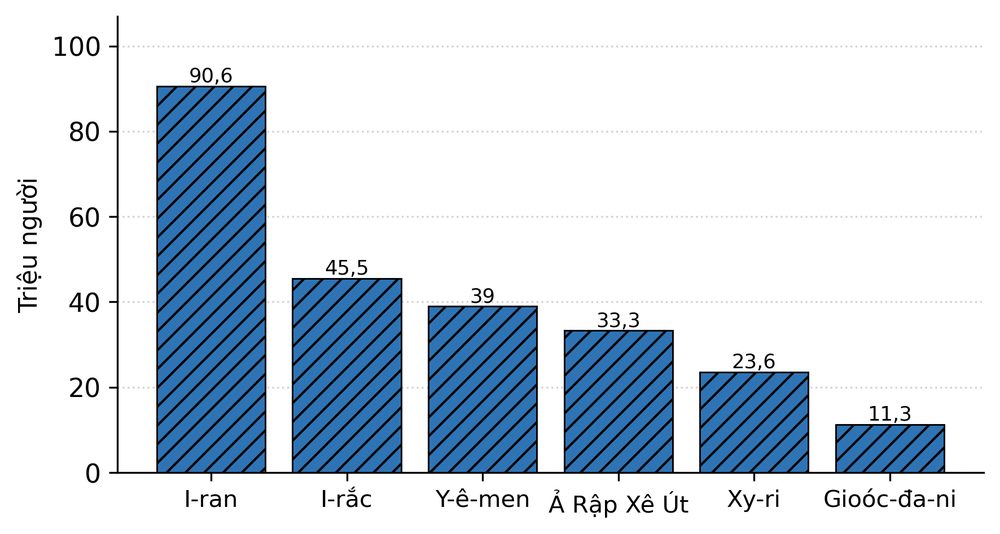 Triệu người
100
80
60
40
20
0
90,6
45,5
39
33,3
23,6
11,3
I-ran
I-rắc
Y-ê-men
Ả Rập Xê Út
Xy-ri
Gioóc-đa-ni